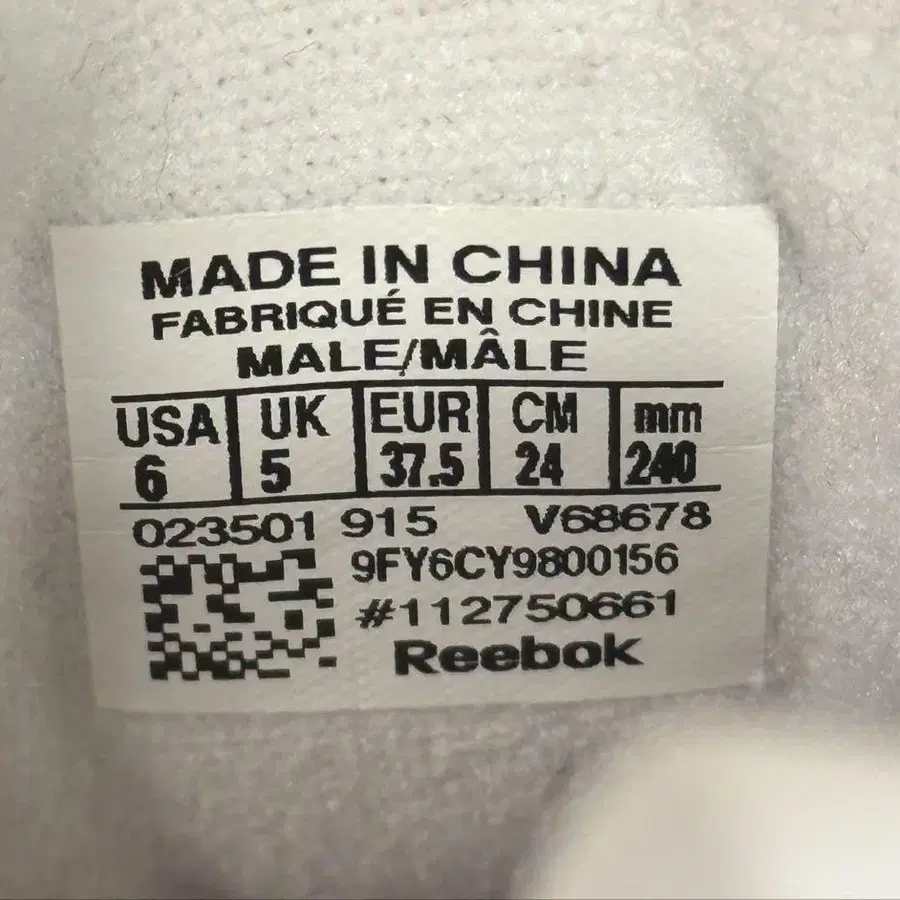 MADE IN CHINA
FABRIQUÉ EN CHINE
MALE/MÂLE
USA UK EUR CM mm
6 5 37.5 24 240
023501 915 V68678
9FY6CY9800156
#112750661
Reebok